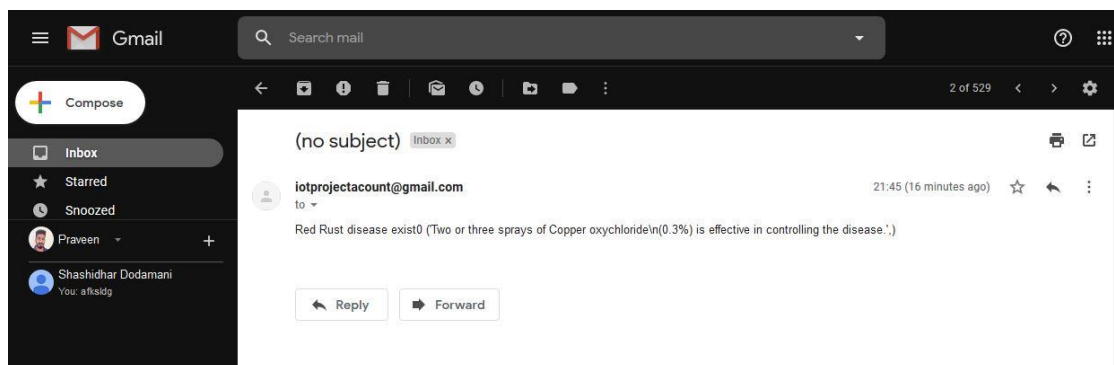 Gmail
Search mail
Compose
2 of 529
(no subject) Inbox x
Inbox
Starred
Snoozed
iotprojectacount@gmail.com
21:45 (16 minutes ago)
to
Red Rust disease exist0 ('Two or three sprays of Copper oxychloride\n(0.3%) is effective in controlling the disease.',)
Praveen
Shashidhar Dodamani
You: afksldg
Reply
Forward